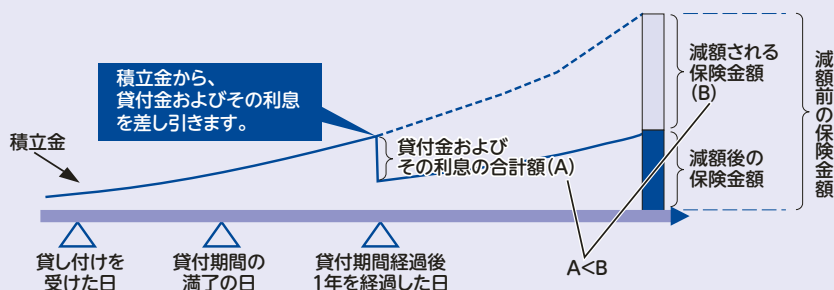 積立金から、
貸付金およびその利息
を差し引きます。
積立金
貸付金および
その利息の合計額(A)
減額される
保険金額
(B)
減額後の
保険金額
減額前の保険金額
貸し付けを
受けた日
貸付期間の
満了の日
貸付期間経過後
1年を経過した日
A<B